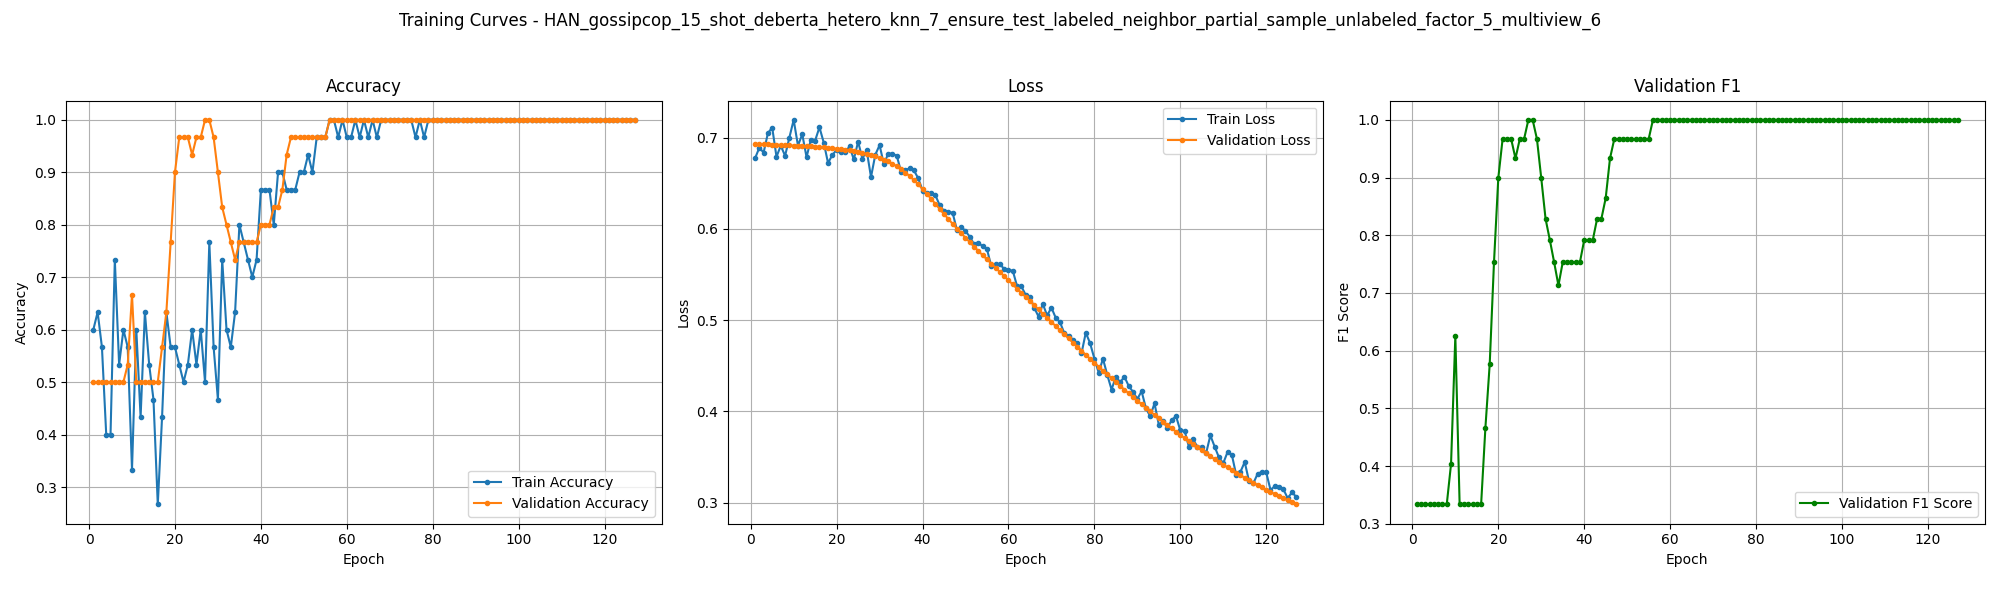 Training Curves - HAN_gossipcop_15_shot_deberta_hetero_knn_7_ensure_test_labeled_neighbor_partial_sample_unlabeled_factor_5_multiview_6
Accuracy
Accuracy
1.0
0.9
0.8
0.7
0.6
0.5
0.4
0.3
Train Accuracy
Validation Accuracy
0 20 40 60 80 100 120
Epoch
Loss
Loss
0.7
0.6
0.5
0.4
0.3
Train Loss
Validation Loss
0 20 40 60 80 100 120
Epoch
Validation F1
F1 Score
1.0
0.9
0.8
0.7
0.6
0.5
0.4
0.3
Validation F1 Score
0 20 40 60 80 100 120
Epoch